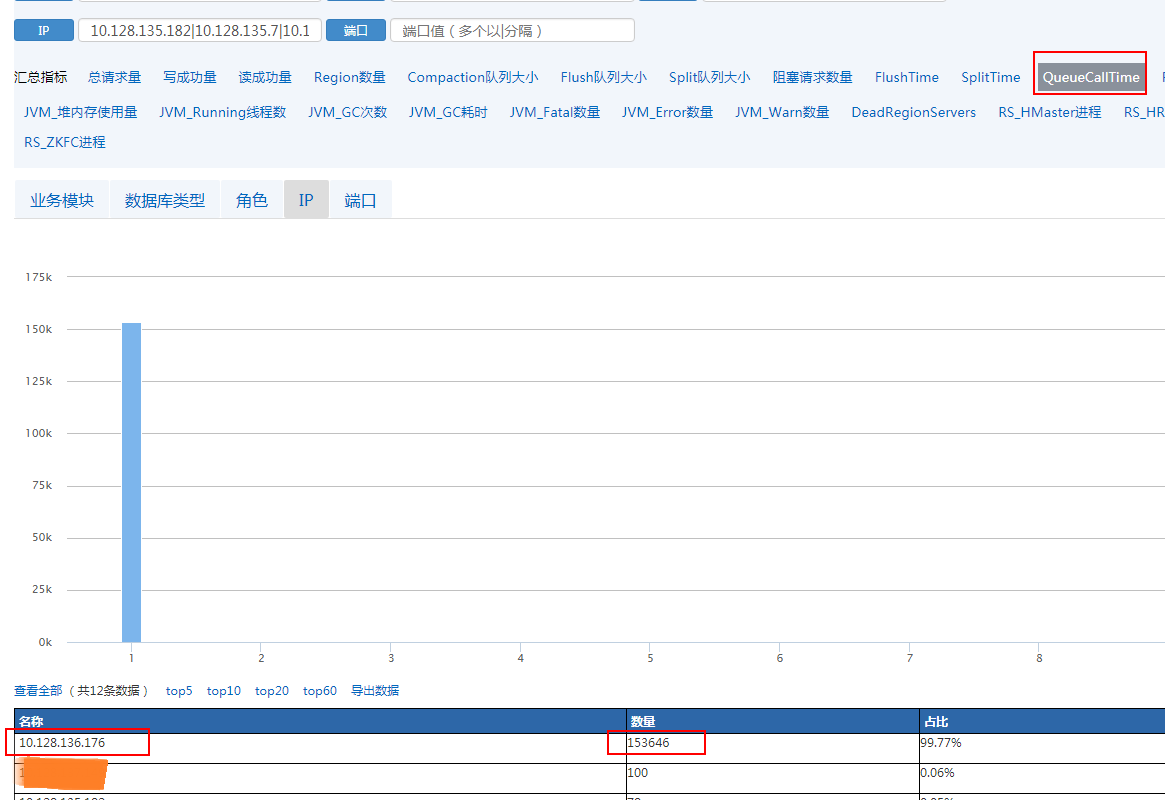 IP 10.128.135.182|10.128.135.7|10.1 端口 端口值（多个以|分隔）
汇总指标 总请求量 写成功量 读成功量 Region数量 Compaction队列大小 Flush队列大小 Split队列大小 阻塞请求数量 FlushTime SplitTime QueueCallTime
JVM_堆内存使用量 JVM_Running线程数 JVM_GC次数 JVM_GC耗时 JVM_Fatal数量 JVM_Error数量 JVM_Warn数量 DeadRegionServers RS_HMaster进程 RS_HR
RS_ZKFC进程
业务模块 数据库类型 角色 IP 端口
175k
150k
125k
100k
75k
50k
25k
0k
1 2 3 4 5 6 7 8
查看全部（共12条数据） top5 top10 top20 top60 导出数据
名称 数量 占比
10.128.136.176 153646 99.77%
100 0.06%